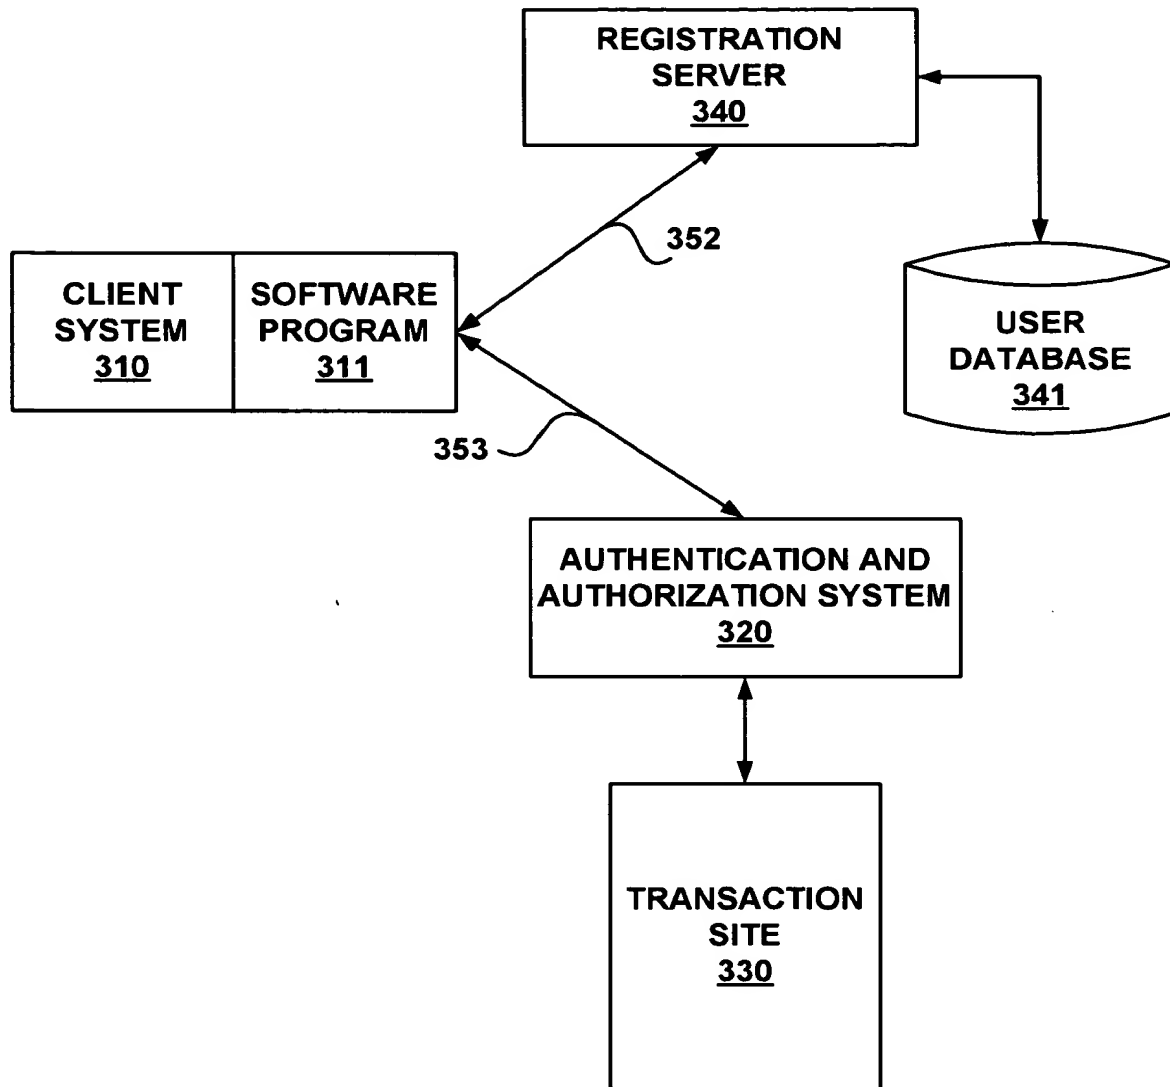 REGISTRATION
SERVER
340
352
CLIENT
SYSTEM
310
SOFTWARE
PROGRAM
311
USER
DATABASE
341
353
AUTHENTICATION AND
AUTHORIZATION SYSTEM
320
TRANSACTION
SITE
330